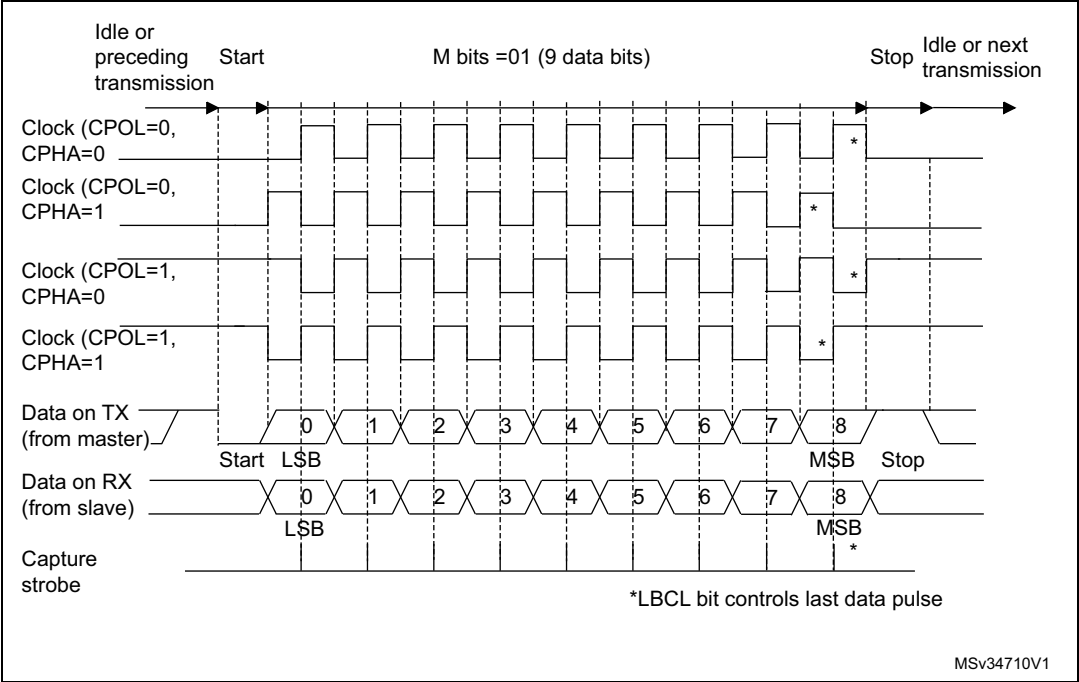 Idle or
preceding
transmission
Start
M bits =01 (9 data bits)
Stop
Idle or next
transmission
Clock (CPOL=0,
CPHA=0
*
Clock (CPOL=0,
CPHA=1
*
Clock (CPOL=1,
CPHA=0
*
Clock (CPOL=1,
CPHA=1
*
Data on TX
(from master)
0 1 2 3 4 5 6 7 8
Start LSB MSB Stop
Data on RX
(from slave)
0 1 2 3 4 5 6 7 8
LSB MSB
*
Capture
strobe
*LBCL bit controls last data pulse
MSv34710V1